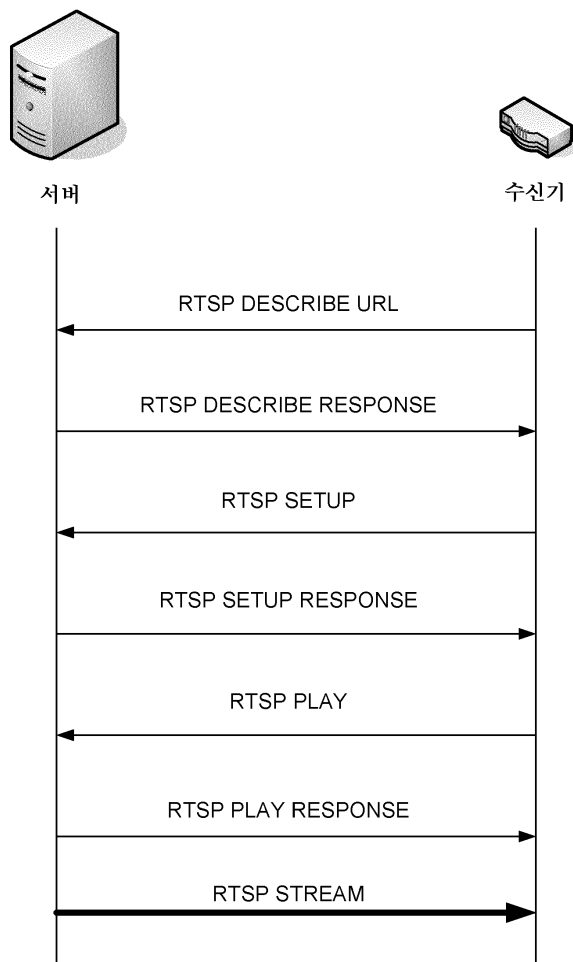 서버
수신기
RTSP DESCRIBE URL
RTSP DESCRIBE RESPONSE
RTSP SETUP
RTSP SETUP RESPONSE
RTSP PLAY
RTSP PLAY RESPONSE
RTSP STREAM